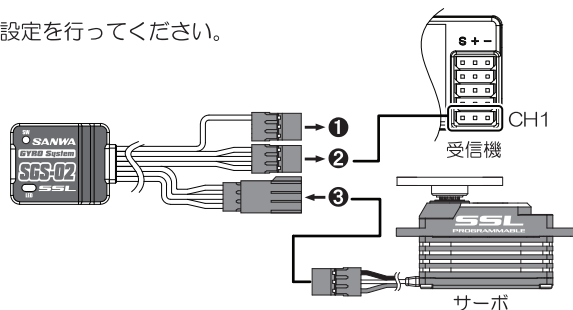 設定を行ってください。
S + −
CH1
受信機
SW
SANWA
GYRO System
SGS-02
SSL
LED
❶
❷
❸
SSL
PROGRAMMABLE
サーボ